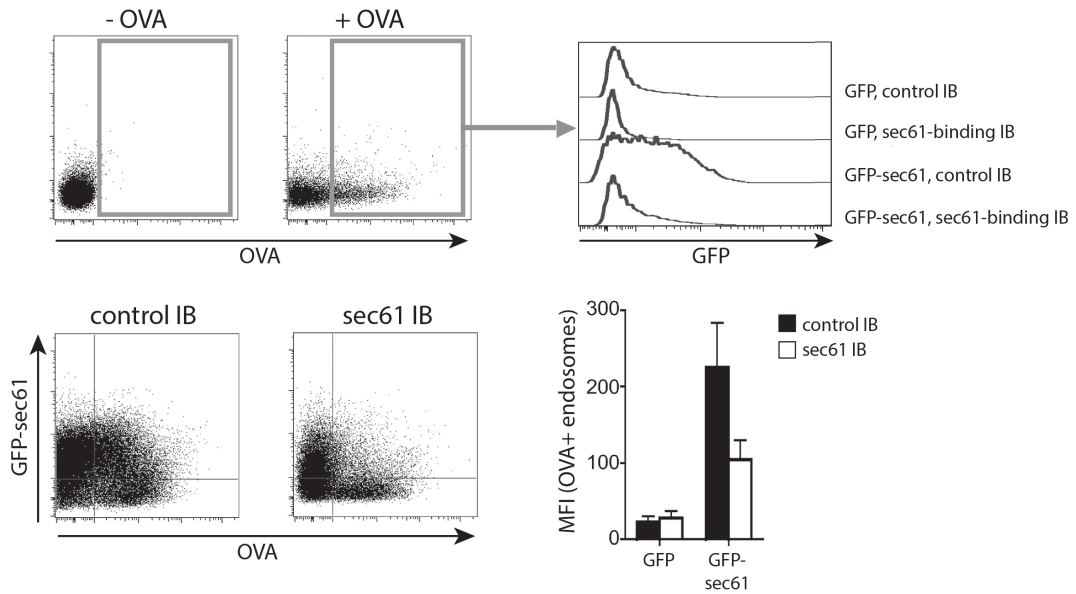 - OVA
+ OVA
GFP, control IB
GFP, sec61-binding IB
GFP-sec61, control IB
GFP-sec61, sec61-binding IB
OVA
GFP
control IB
sec61 IB
GFP-sec61
OVA
MFI (OVA+ endosomes)
300
200
100
0
GFP
GFP-
sec61
control IB
sec61 IB